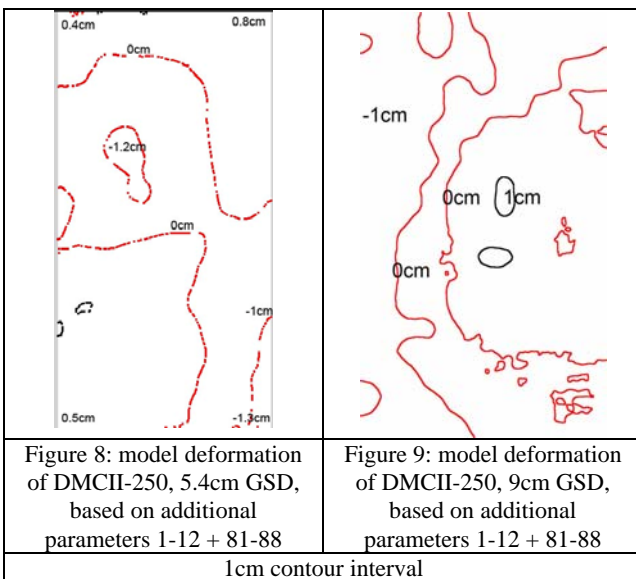 0.4cm 0.8cm
0cm
-1.2cm
0cm
-1cm
0.5cm -1.3cm
-1cm
0cm 1cm
0cm
Figure 8: model deformation
of DMCII-250, 5.4cm GSD,
based on additional
parameters 1-12 + 81-88
Figure 9: model deformation
of DMCII-250, 9cm GSD,
based on additional
parameters 1-12 + 81-88
1cm contour interval